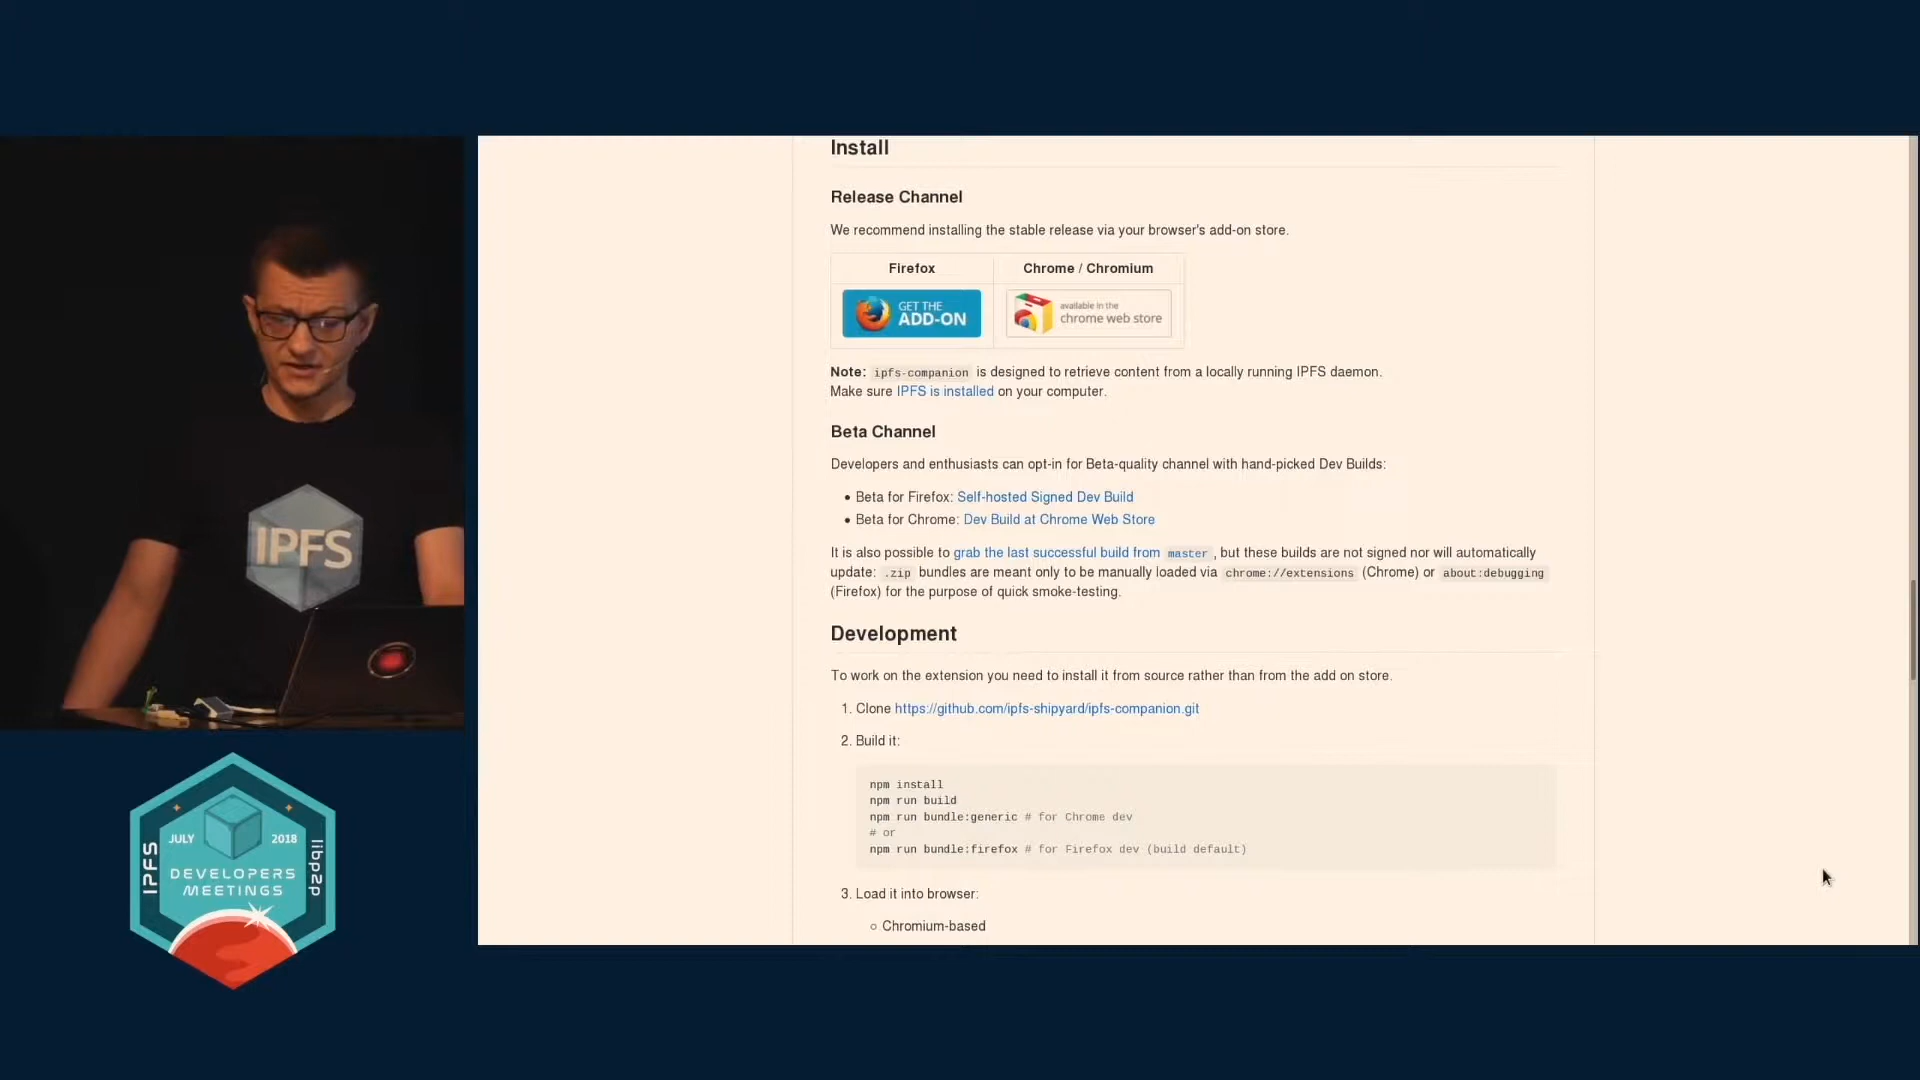 Install
Release Channel
We recommend installing the stable release via your browser's add-on store.
Firefox
Chrome / Chromium
GET THE
ADD-ON
available in the
chrome web store
Note: ipfs-companion is designed to retrieve content from a locally running IPFS daemon.
Make sure IPFS is installed on your computer.
Beta Channel
Developers and enthusiasts can opt-in for Beta-quality channel with hand-picked Dev Builds:
• Beta for Firefox: Self-hosted Signed Dev Build
• Beta for Chrome: Dev Build at Chrome Web Store
It is also possible to grab the last successful build from master, but these builds are not signed nor will automatically
update: .zip bundles are meant only to be manually loaded via chrome://extensions (Chrome) or about:debugging
(Firefox) for the purpose of quick smoke-testing.
Development
To work on the extension you need to install it from source rather than from the add on store.
1. Clone https://github.com/ipfs-shipyard/ipfs-companion.git
2. Build it:
npm install
npm run build
npm run bundle:generic # for Chrome dev
# or
npm run bundle:firefox # for Firefox dev (build default)
3. Load it into browser:
○ Chromium-based
IPFS
JULY 2018
IPFS
DEVELOPERS
MEETINGS
libp2p